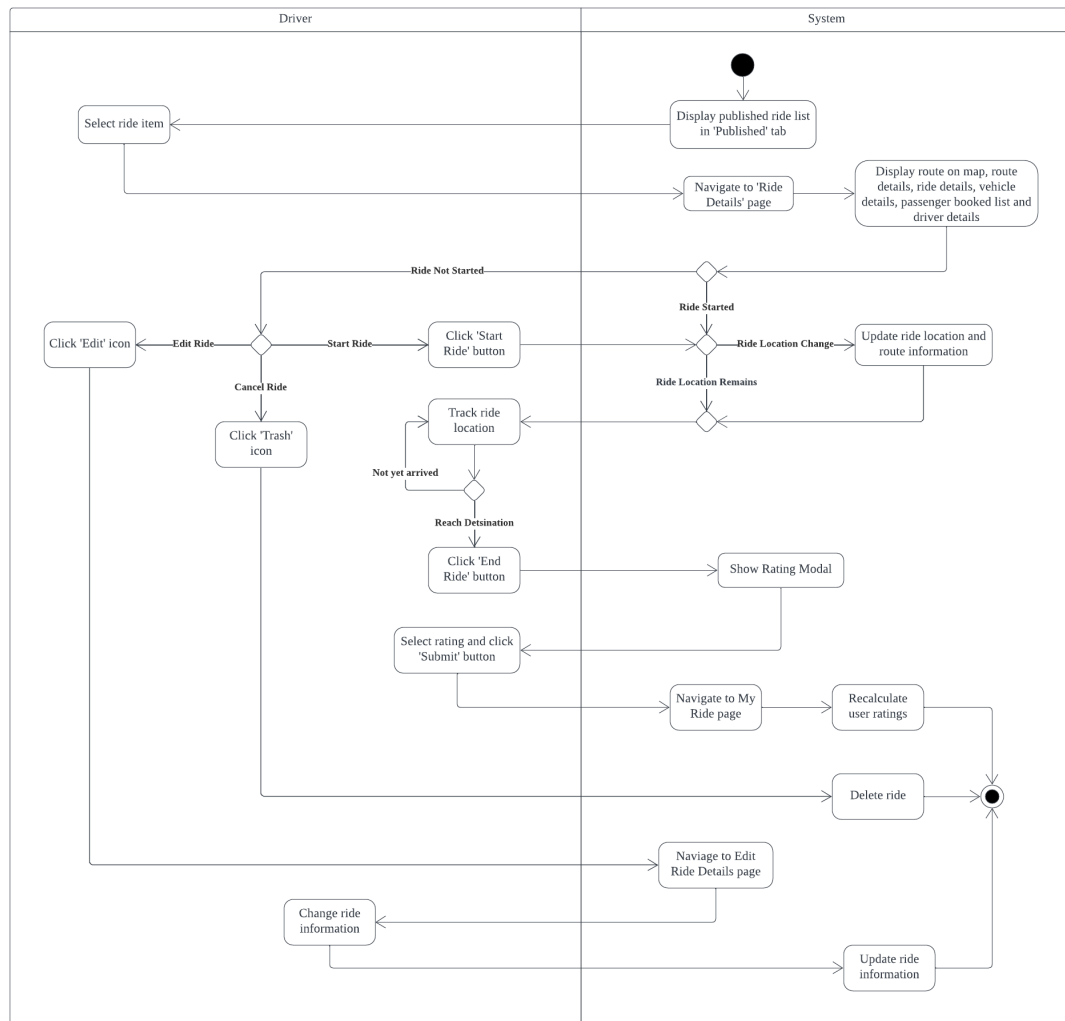 Driver
System
Display published ride list
in 'Published' tab
Select ride item
Navigate to 'Ride
Details' page
Display route on map, route
details, ride details, vehicle
details, passenger booked list and
driver details
Ride Not Started
Ride Started
Click 'Edit' icon
Edit Ride
Start Ride
Click 'Start
Ride' button
Ride Location Change
Update ride location and
route information
Cancel Ride
Ride Location Remains
Click 'Trash'
icon
Track ride
location
Not yet arrived
Reach Detsination
Click 'End
Ride' button
Show Rating Modal
Select rating and click
'Submit' button
Navigate to My
Ride page
Recalculate
user ratings
Delete ride
Naviage to Edit
Ride Details page
Change ride
information
Update ride
information